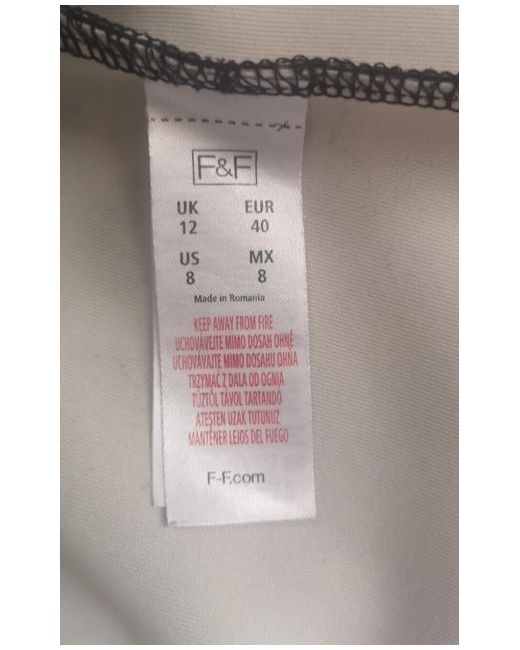 F&F
UK EUR
12 40
US MX
8 8
Made in Romania
KEEP AWAY FROM FIRE
UCHOVÁVEJTE MIMO DOSAH OHNĚ
UCHOVÁVAJTE MIMO DOSAHU OHŇA
TRZYMAĆ Z DALA OD OGNIA
TŰZTŐL TÁVOL TARTANDÓ
ATEŞTEN UZAK TUTUNUZ
MANTENER LEJOS DEL FUEGO
F-F.com